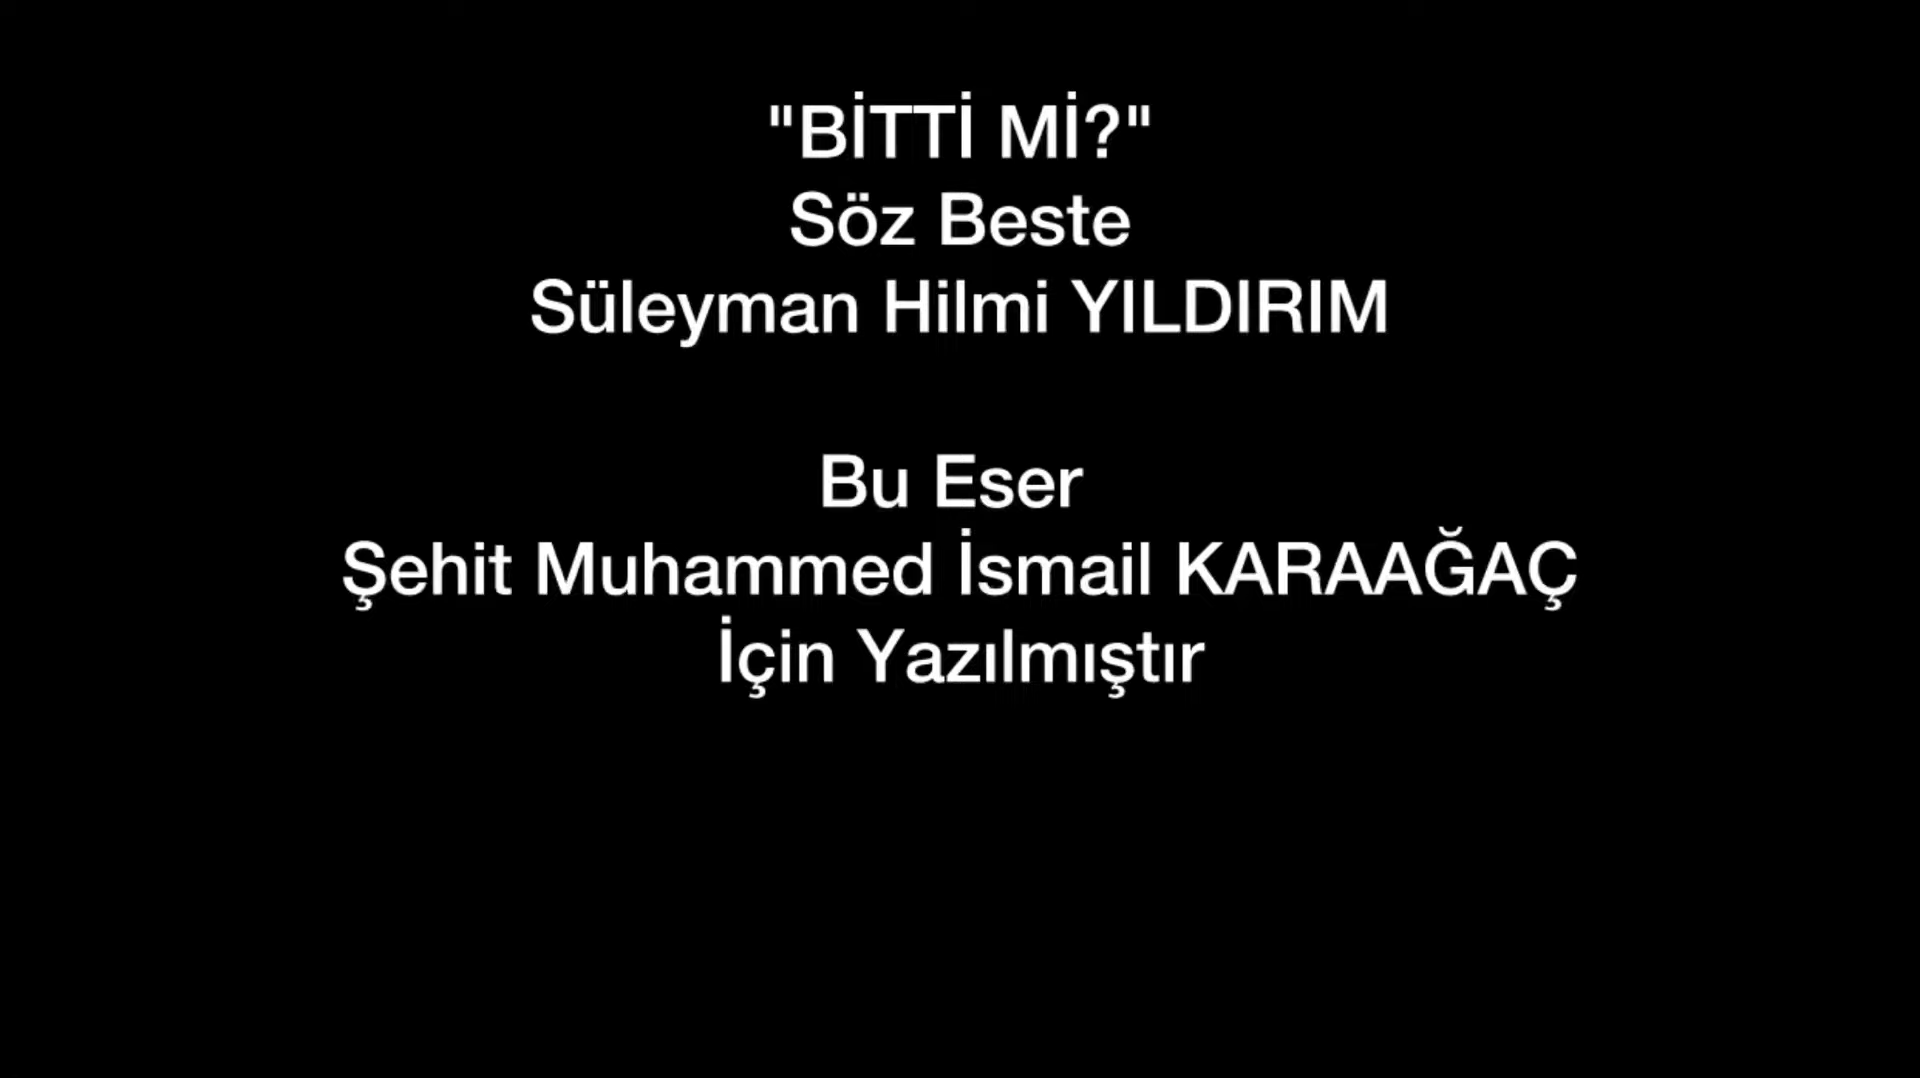 "BİTTİ Mİ?"
Söz Beste
Süleyman Hilmi YILDIRIM
Bu Eser
Şehit Muhammed İsmail KARAAĞAÇ
İçin Yazılmıştır